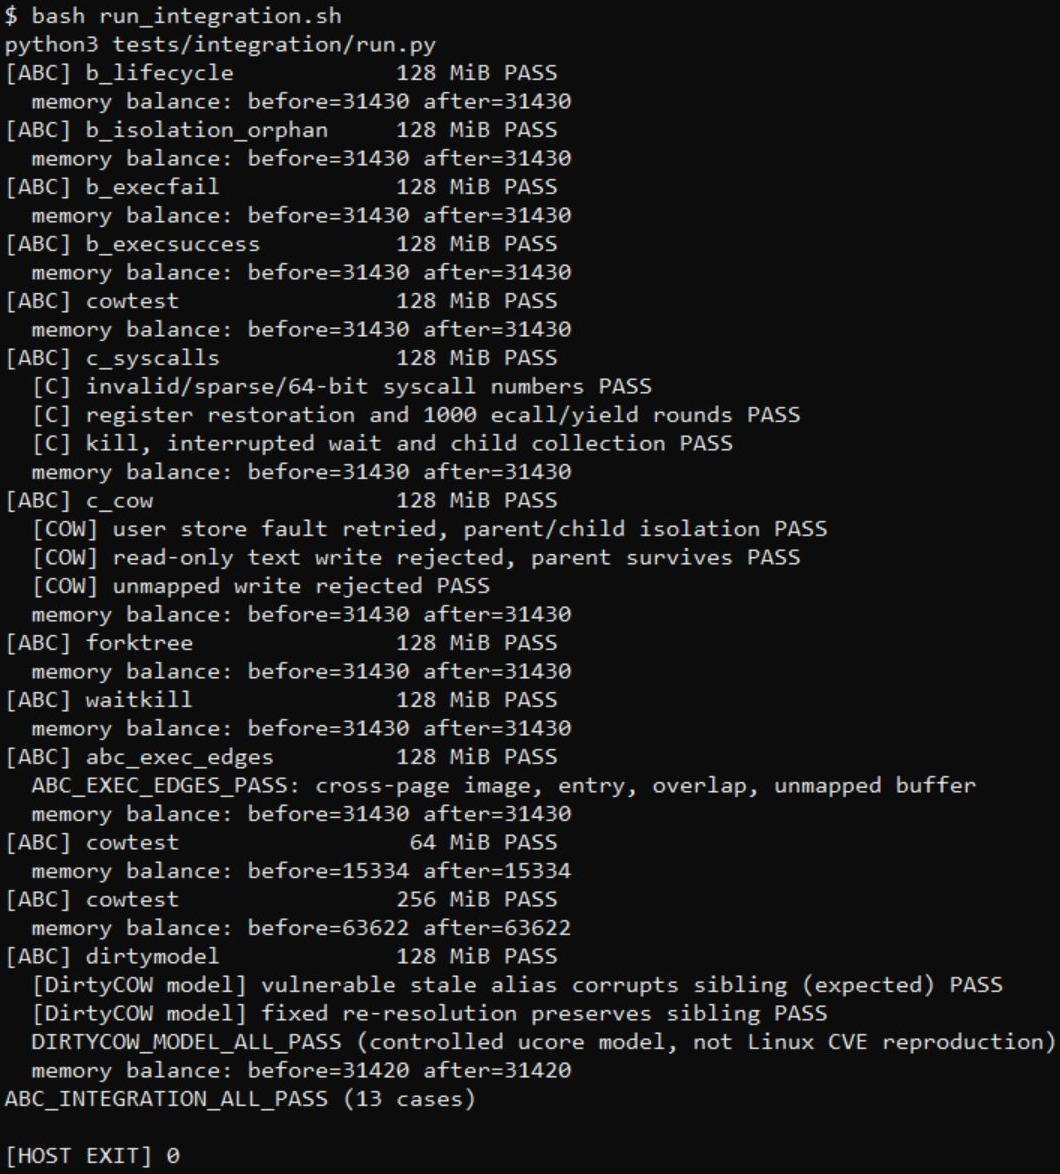 $ bash run_integration.sh
python3 tests/integration/run.py
[ABC] b_lifecycle            128 MiB PASS
  memory balance: before=31430 after=31430
[ABC] b_isolation_orphan     128 MiB PASS
  memory balance: before=31430 after=31430
[ABC] b_execfail             128 MiB PASS
  memory balance: before=31430 after=31430
[ABC] b_execsuccess          128 MiB PASS
  memory balance: before=31430 after=31430
[ABC] cowtest                128 MiB PASS
  memory balance: before=31430 after=31430
[ABC] c_syscalls             128 MiB PASS
  [C] invalid/sparse/64-bit syscall numbers PASS
  [C] register restoration and 1000 ecall/yield rounds PASS
  [C] kill, interrupted wait and child collection PASS
  memory balance: before=31430 after=31430
[ABC] c_cow                  128 MiB PASS
  [COW] user store fault retried, parent/child isolation PASS
  [COW] read-only text write rejected, parent survives PASS
  [COW] unmapped write rejected PASS
  memory balance: before=31430 after=31430
[ABC] forktree               128 MiB PASS
  memory balance: before=31430 after=31430
[ABC] waitkill               128 MiB PASS
  memory balance: before=31430 after=31430
[ABC] abc_exec_edges         128 MiB PASS
  ABC_EXEC_EDGES_PASS: cross-page image, entry, overlap, unmapped buffer
  memory balance: before=31430 after=31430
[ABC] cowtest                 64 MiB PASS
  memory balance: before=15334 after=15334
[ABC] cowtest                256 MiB PASS
  memory balance: before=63622 after=63622
[ABC] dirtymodel             128 MiB PASS
  [DirtyCOW model] vulnerable stale alias corrupts sibling (expected) PASS
  [DirtyCOW model] fixed re-resolution preserves sibling PASS
  DIRTYCOW_MODEL_ALL_PASS (controlled ucore model, not Linux CVE reproduction)
  memory balance: before=31420 after=31420
ABC_INTEGRATION_ALL_PASS (13 cases)

[HOST EXIT] 0